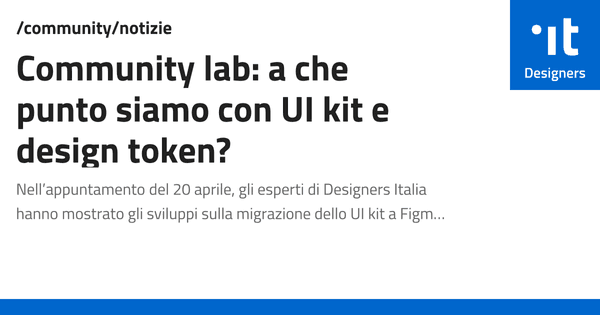 /community/notizie
.it
Designers
Community lab: a che
punto siamo con UI kit e
design token?
Nell’appuntamento del 20 aprile, gli esperti di Designers Italia
hanno mostrato gli sviluppi sulla migrazione dello UI kit a Figm…